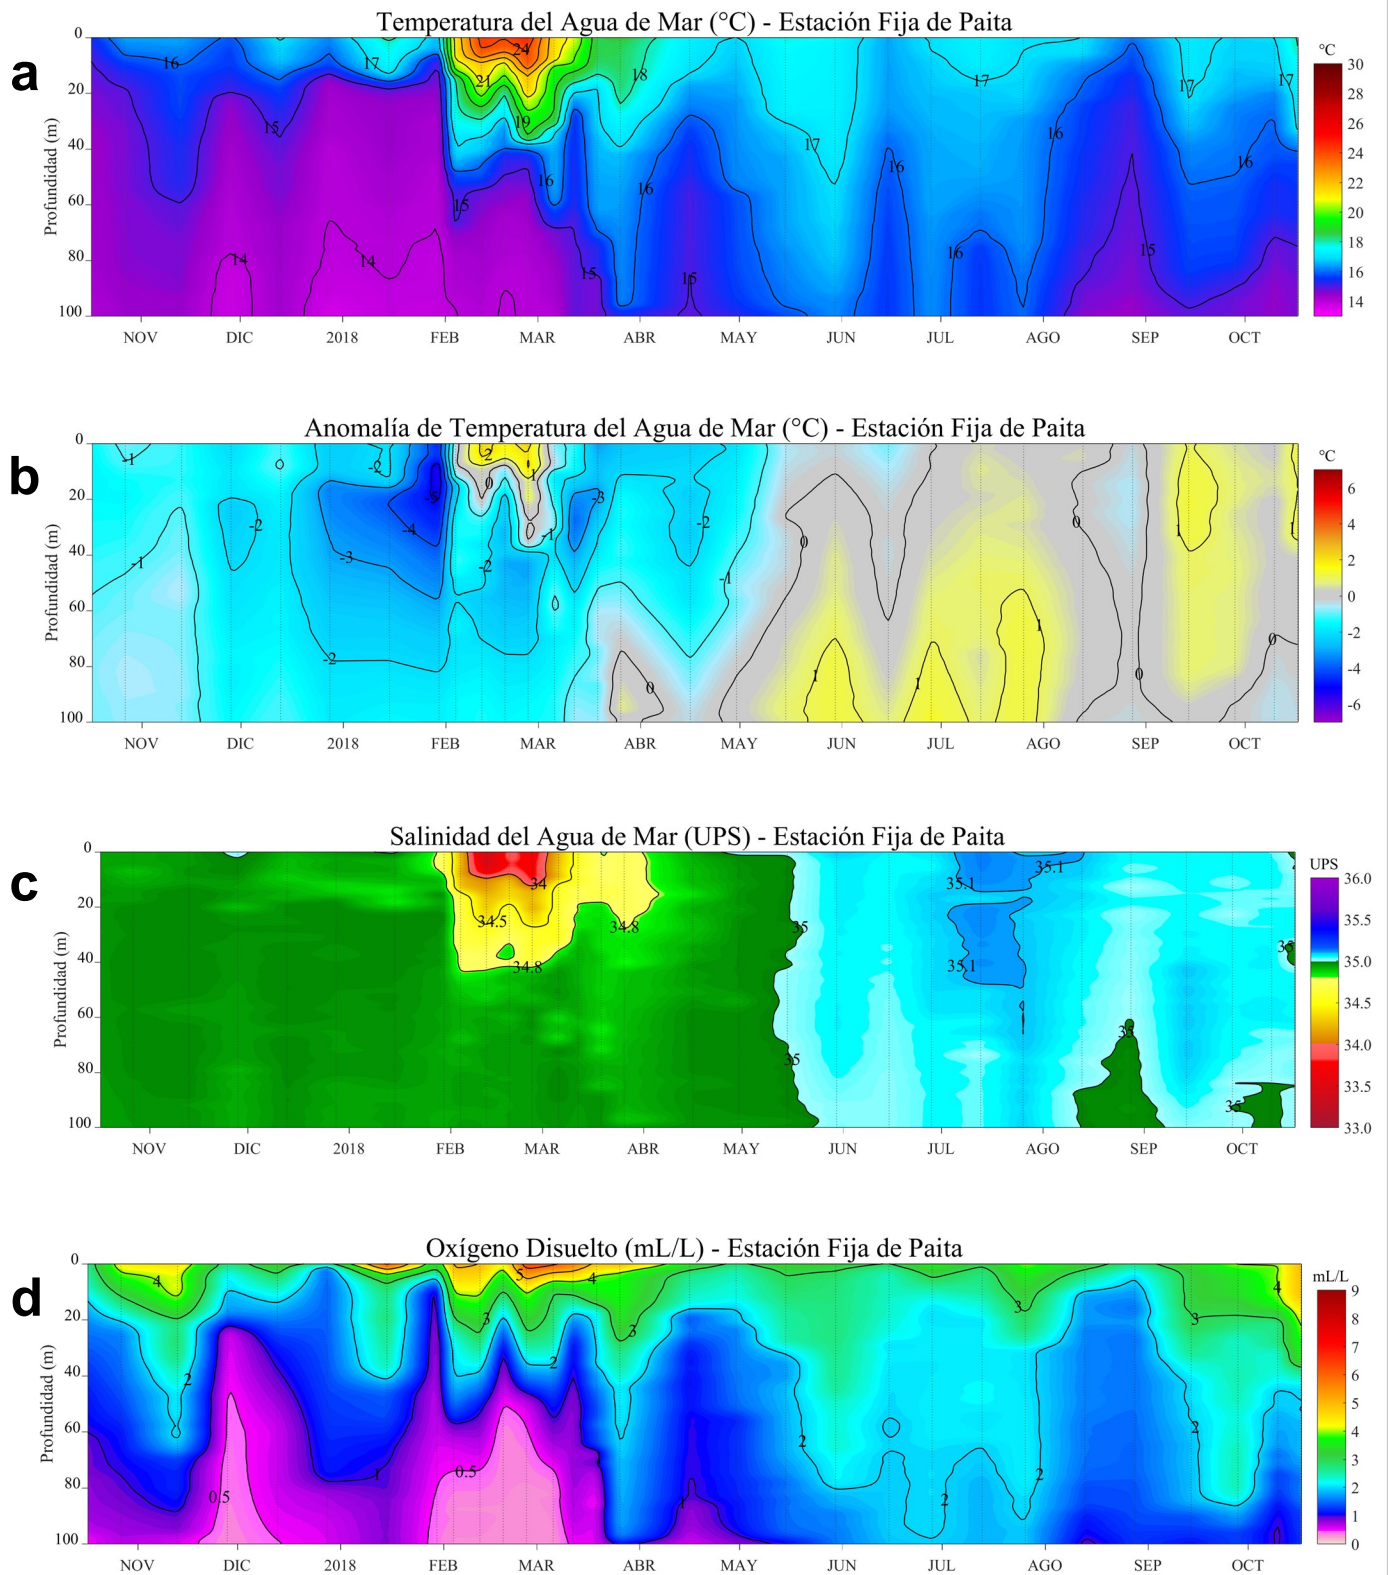 a
Temperatura del Agua de Mar (°C) - Estación Fija de Paita
Profundidad (m)
0
20
40
60
80
100
16 15 14 17 14 21 24 19 15 16 15 18 16 15 17 16 17 16 16 15 17 16 17
NOV DIC 2018 FEB MAR ABR MAY JUN JUL AGO SEP OCT
°C
30
28
26
24
22
20
18
16
14
b
Anomalía de Temperatura del Agua de Mar (°C) - Estación Fija de Paita
Profundidad (m)
0
20
40
60
80
100
-1 -1 -2 -2 -3 -2 -4 -5 2 0 -2 1 -1 -3 0 -2 -1 0 1 1 1 0 0 1 0 1
NOV DIC 2018 FEB MAR ABR MAY JUN JUL AGO SEP OCT
°C
6
4
2
0
-2
-4
-6
c
Salinidad del Agua de Mar (UPS) - Estación Fija de Paita
Profundidad (m)
0
20
40
60
80
100
34 34.5 34.8 34.8 35 35 35.1 35.1 35.1 35 35 35
NOV DIC 2018 FEB MAR ABR MAY JUN JUL AGO SEP OCT
UPS
36.0
35.5
35.0
34.5
34.0
33.5
33.0
d
Oxígeno Disuelto (mL/L) - Estación Fija de Paita
Profundidad (m)
0
20
40
60
80
100
4 2 0.5 1 0.5 3 5 2 4 3 1 2 2 3 2 3 2 4
NOV DIC 2018 FEB MAR ABR MAY JUN JUL AGO SEP OCT
mL/L
9
8
7
6
5
4
3
2
1
0